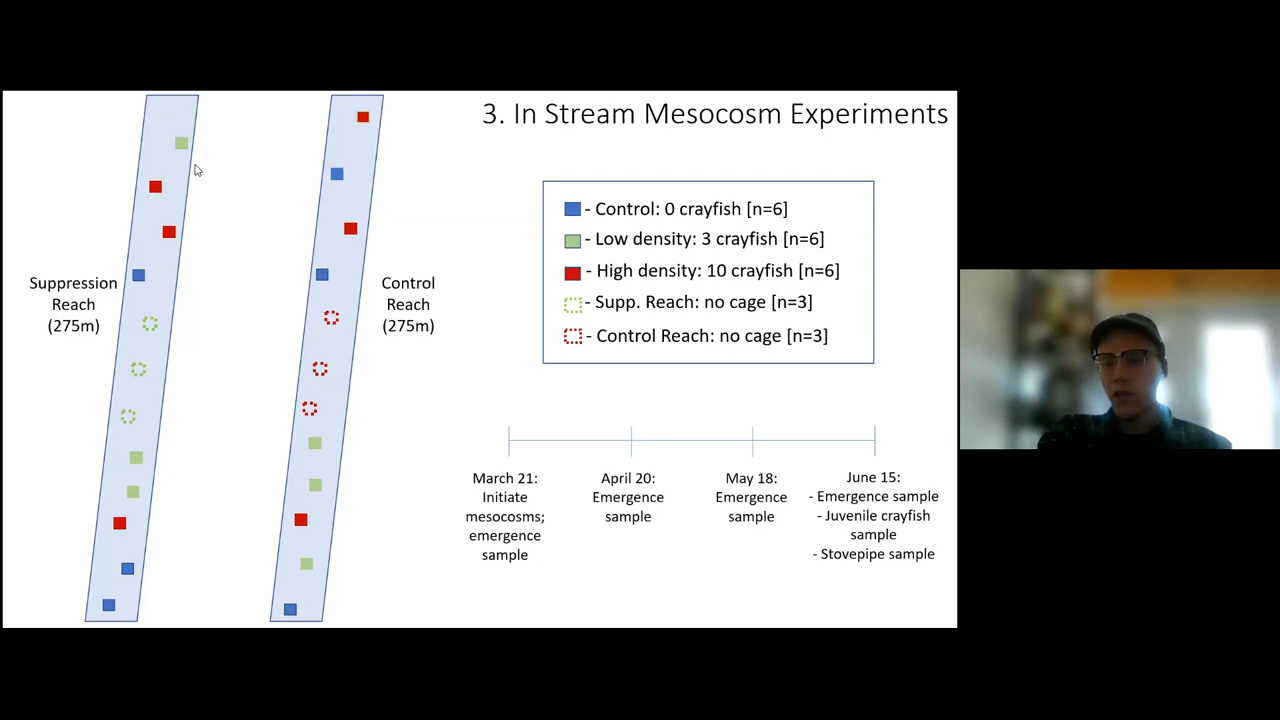 3. In Stream Mesocosm Experiments
Suppression
Reach
(275m)
Control
Reach
(275m)
- Control: 0 crayfish [n=6]
- Low density: 3 crayfish [n=6]
- High density: 10 crayfish [n=6]
- Supp. Reach: no cage [n=3]
- Control Reach: no cage [n=3]
March 21:
Initiate
mesocosms;
emergence
sample
April 20:
Emergence
sample
May 18:
Emergence
sample
June 15:
- Emergence sample
- Juvenile crayfish
sample
- Stovepipe sample